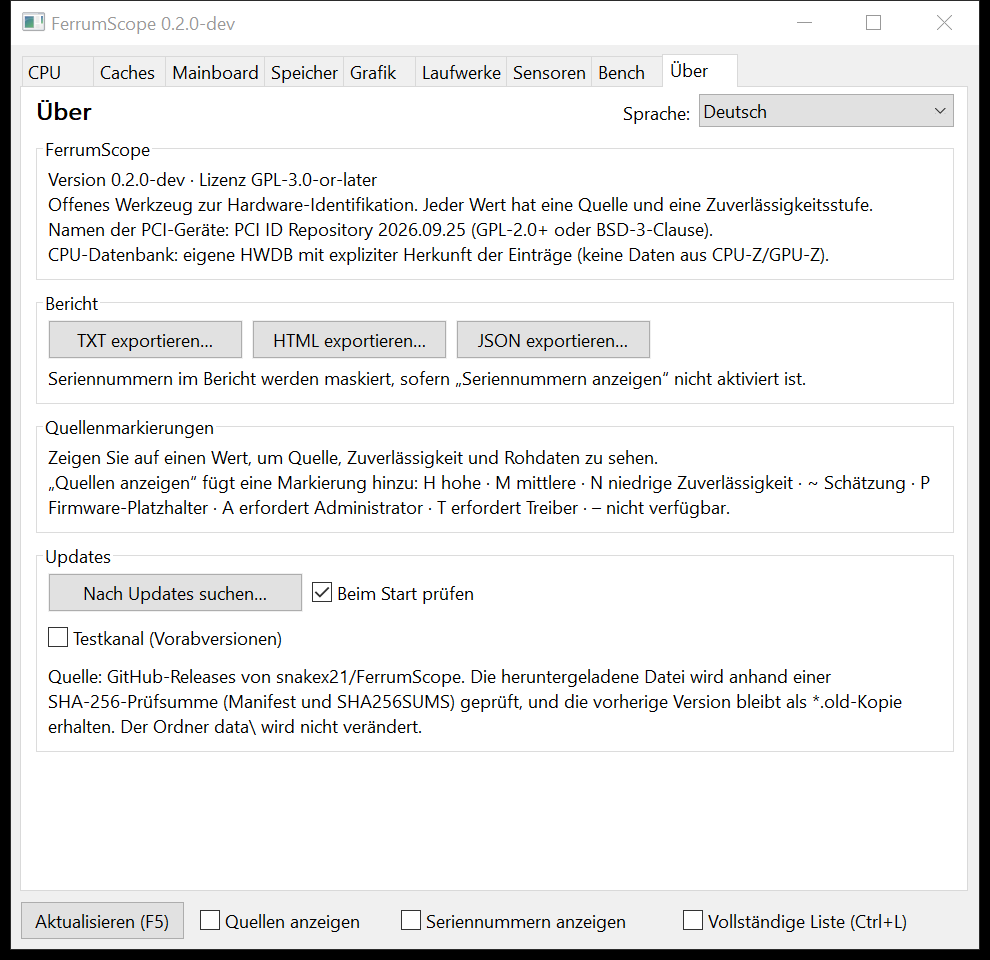 FerrumScope 0.2.0-dev
CPU Caches Mainboard Speicher Grafik Laufwerke Sensoren Bench Über
Über
Sprache: Deutsch
FerrumScope
Version 0.2.0-dev · Lizenz GPL-3.0-or-later
Offenes Werkzeug zur Hardware-Identifikation. Jeder Wert hat eine Quelle und eine Zuverlässigkeitsstufe.
Namen der PCI-Geräte: PCI ID Repository 2026.09.25 (GPL-2.0+ oder BSD-3-Clause).
CPU-Datenbank: eigene HWDB mit expliziter Herkunft der Einträge (keine Daten aus CPU-Z/GPU-Z).
Bericht
TXT exportieren... HTML exportieren... JSON exportieren...
Seriennummern im Bericht werden maskiert, sofern „Seriennummern anzeigen“ nicht aktiviert ist.
Quellenmarkierungen
Zeigen Sie auf einen Wert, um Quelle, Zuverlässigkeit und Rohdaten zu sehen.
„Quellen anzeigen“ fügt eine Markierung hinzu: H hohe · M mittlere · N niedrige Zuverlässigkeit · ~ Schätzung · P
Firmware-Platzhalter · A erfordert Administrator · T erfordert Treiber · – nicht verfügbar.
Updates
Nach Updates suchen... Beim Start prüfen
Testkanal (Vorabversionen)
Quelle: GitHub-Releases von snakex21/FerrumScope. Die heruntergeladene Datei wird anhand einer
SHA-256-Prüfsumme (Manifest und SHA256SUMS) geprüft, und die vorherige Version bleibt als *.old-Kopie
erhalten. Der Ordner data\ wird nicht verändert.
Aktualisieren (F5) Quellen anzeigen Seriennummern anzeigen Vollständige Liste (Ctrl+L)